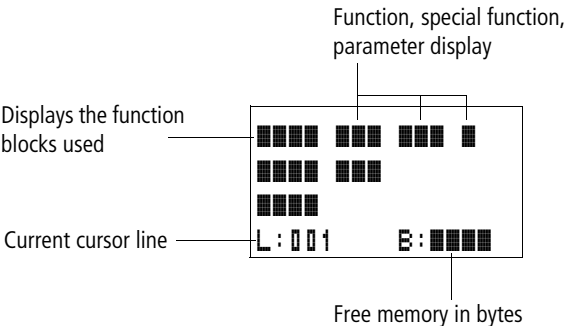 Function, special function,
parameter display
Displays the function
blocks used
Current cursor line
L:001 B:
Free memory in bytes